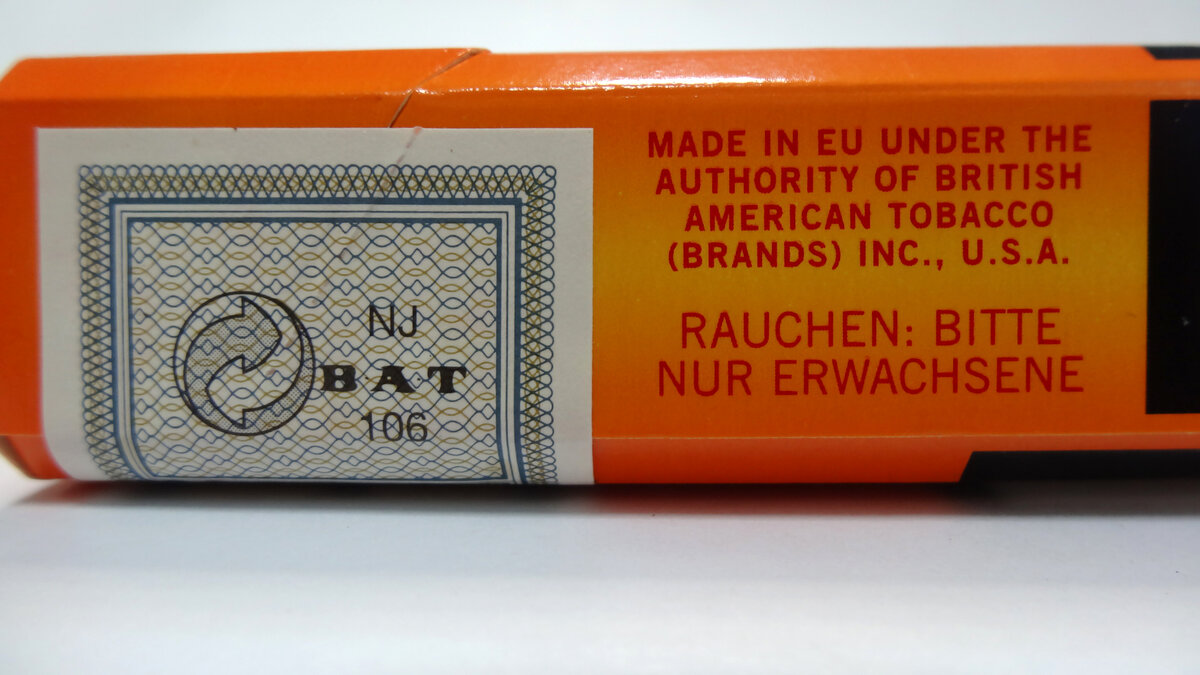 NJ
BAT
106
MADE IN EU UNDER THE
AUTHORITY OF BRITISH
AMERICAN TOBACCO
(BRANDS) INC., U.S.A.
RAUCHEN: BITTE
NUR ERWACHSENE